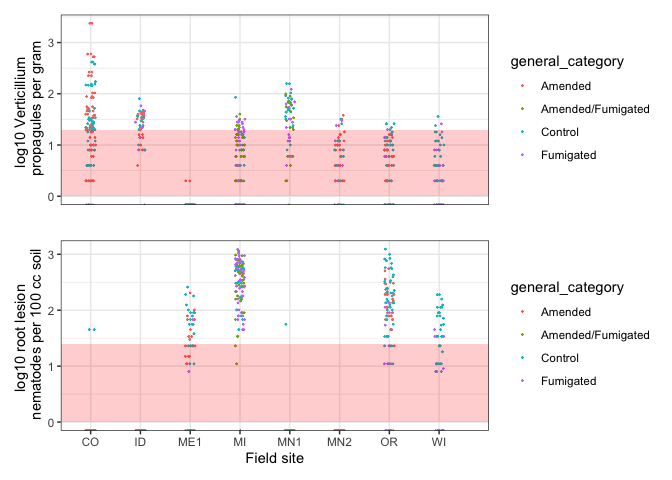 log10 Verticillium
propagules per gram
3
2
1
0
general_category
Amended
Amended/Fumigated
Control
Fumigated
log10 root lesion
nematodes per 100 cc soil
3
2
1
0
general_category
Amended
Amended/Fumigated
Control
Fumigated
CO ID ME1 MI MN1 MN2 OR WI
Field site